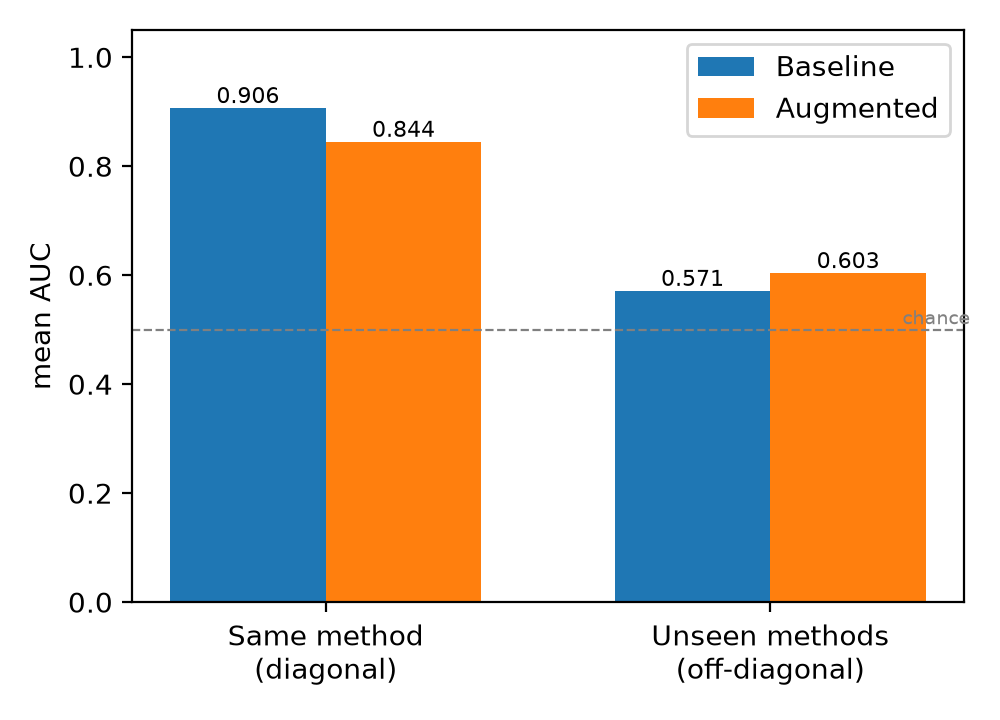 mean AUC
1.0
0.8
0.6
0.4
0.2
0.0
Baseline
Augmented
0.906
0.844
0.571
0.603
chance
Same method
(diagonal)
Unseen methods
(off-diagonal)